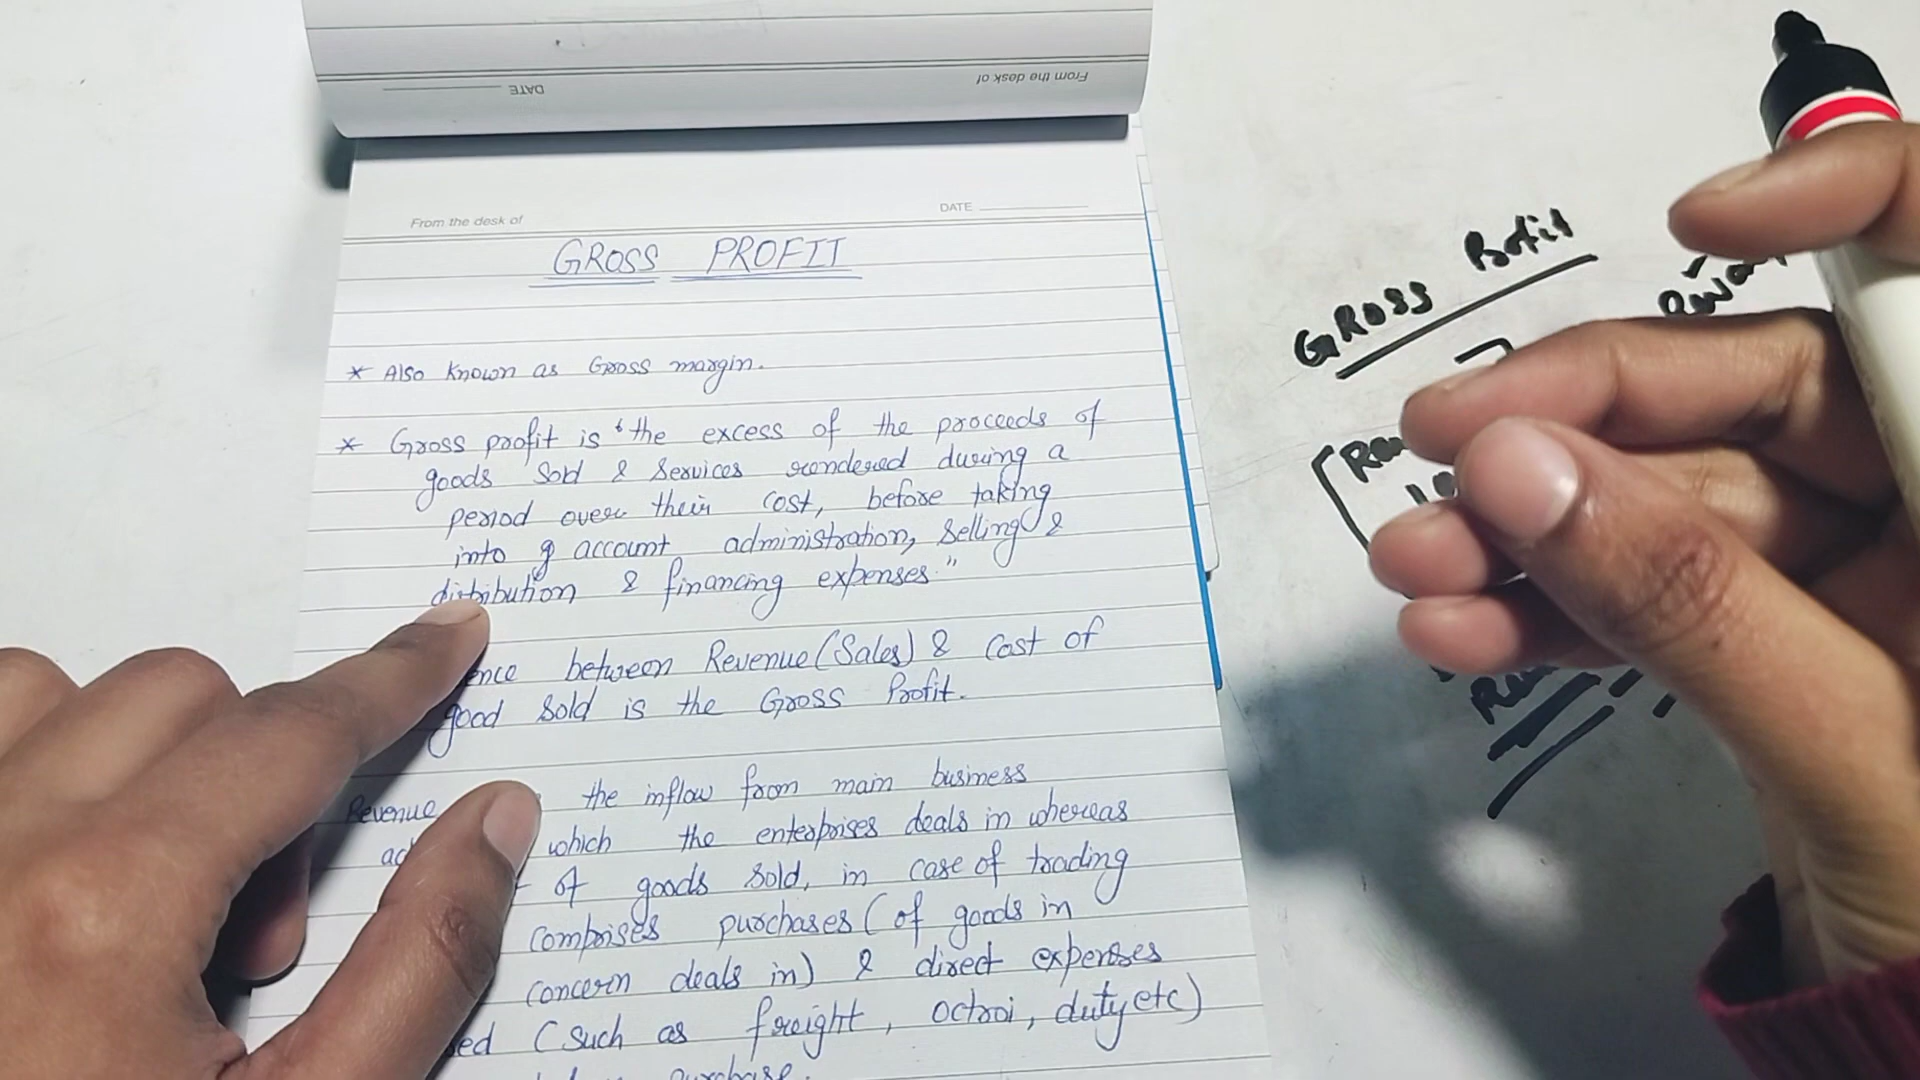 From the desk of
DATE
From the desk of
DATE
GROSS PROFIT
* Also known as Gross margin.
* Gross profit is "the excess of the proceeds of
goods sold & services rendered during a
period over their cost, before taking
into account administration, selling &
distribution & financing expenses."
ence between Revenue (Sales) & cost of
good sold is the Gross Profit.
Revenue the inflow from main business
ac which the enterprises deals in whereas
of goods sold, in case of trading
comprises purchases (of goods in
concern deals in) & direct expenses
sed (such as freight, octroi, duty etc)
purchase.
GRoss Profit